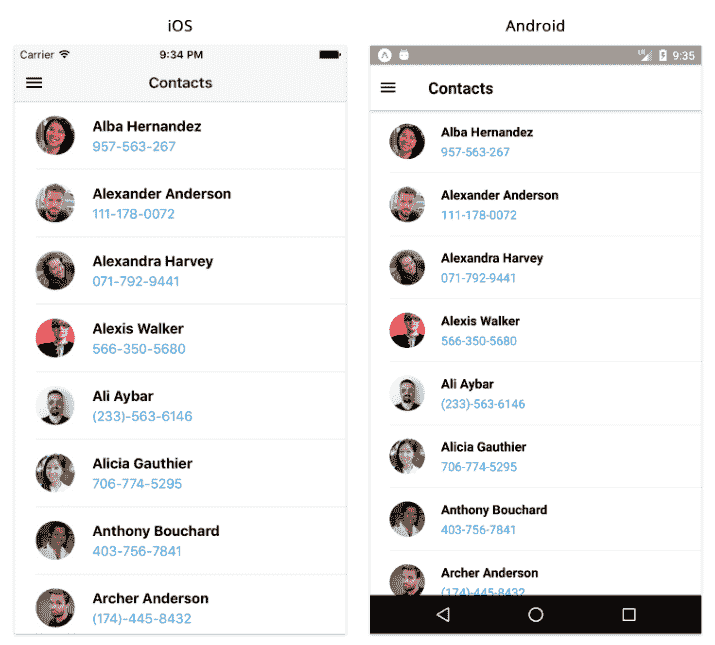 iOS
Carrier 9:34 PM
Contacts
Alba Hernandez
957-563-267
Alexander Anderson
111-178-0072
Alexandra Harvey
071-792-9441
Alexis Walker
566-350-5680
Ali Aybar
(233)-563-6146
Alicia Gauthier
706-774-5295
Anthony Bouchard
403-756-7841
Archer Anderson
(174)-445-8432
Android
9:35
Contacts
Alba Hernandez
957-563-267
Alexander Anderson
111-178-0072
Alexandra Harvey
071-792-9441
Alexis Walker
566-350-5680
Ali Aybar
(233)-563-6146
Alicia Gauthier
706-774-5295
Anthony Bouchard
403-756-7841
Archer Anderson
(174)-445-8432